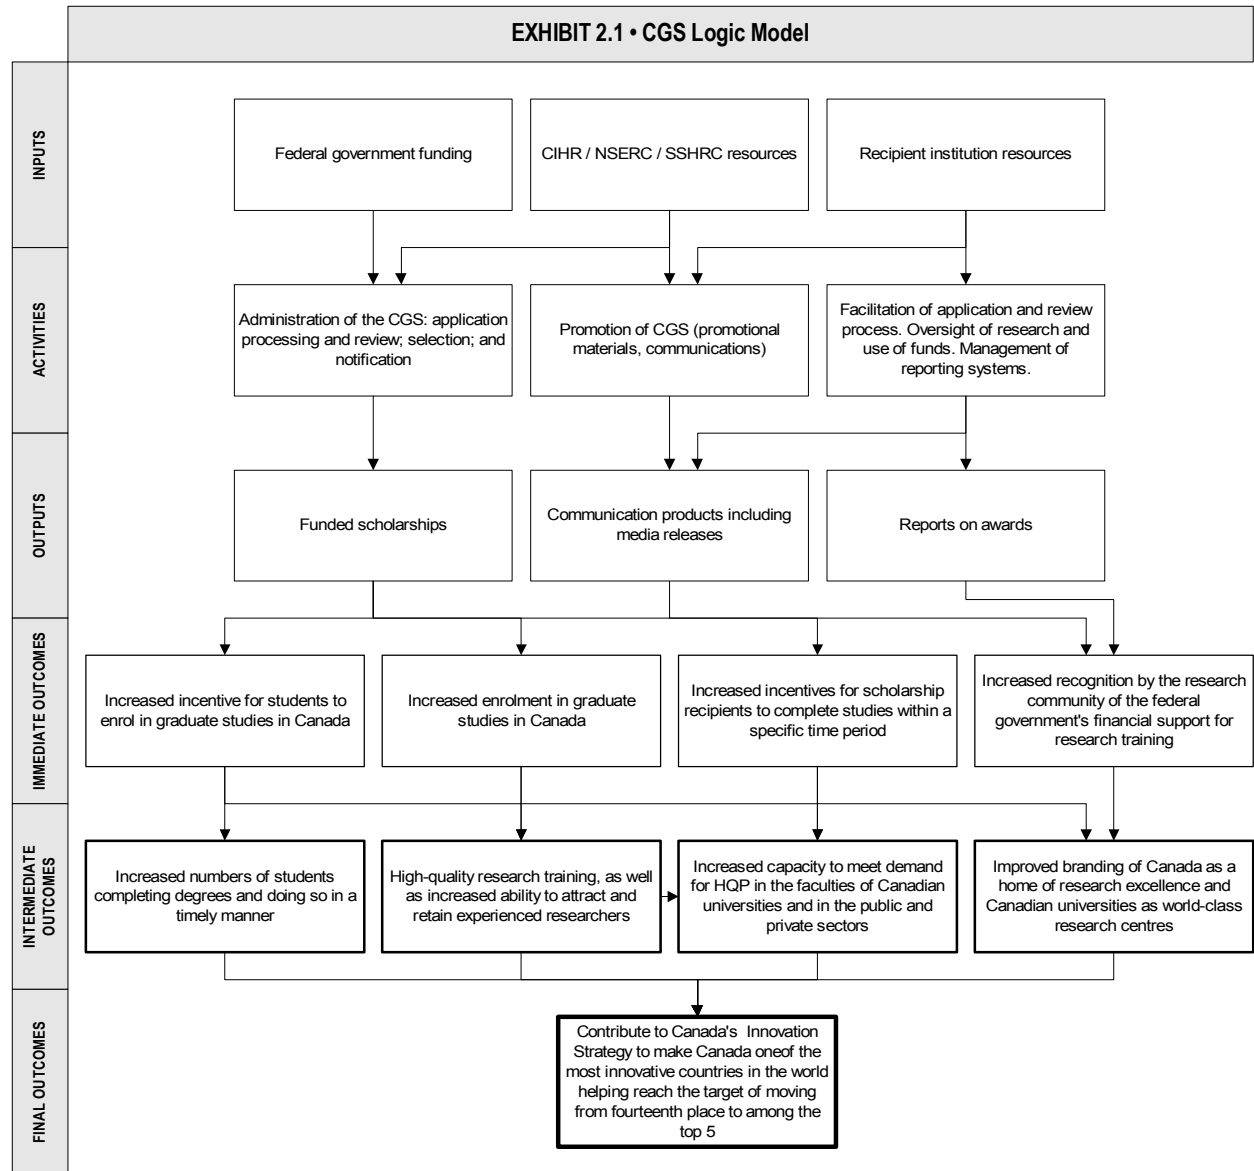 EXHIBIT 2.1 • CGS Logic Model
INPUTS
Federal government funding
CIHR / NSERC / SSHRC resources
Recipient institution resources
ACTIVITIES
Administration of the CGS: application
processing and review; selection; and
notification
Promotion of CGS (promotional
materials, communications)
Facilitation of application and review
process. Oversight of research and
use of funds. Management of
reporting systems.
OUTPUTS
Funded scholarships
Communication products including
media releases
Reports on awards
IMMEDIATE OUTCOMES
Increased incentive for students to
enrol in graduate studies in Canada
Increased enrolment in graduate
studies in Canada
Increased incentives for scholarship
recipients to complete studies within a
specific time period
Increased recognition by the research
community of the federal
government's financial support for
research training
INTERMEDIATE
OUTCOMES
Increased numbers of students
completing degrees and doing so in a
timely manner
High-quality research training, as well
as increased ability to attract and
retain experienced researchers
Increased capacity to meet demand
for HQP in the faculties of Canadian
universities and in the public and
private sectors
Improved branding of Canada as a
home of research excellence and
Canadian universities as world-class
research centres
FINAL OUTCOMES
Contribute to Canada's Innovation
Strategy to make Canada oneof the
most innovative countries in the world
helping reach the target of moving
from fourteenth place to among the
top 5